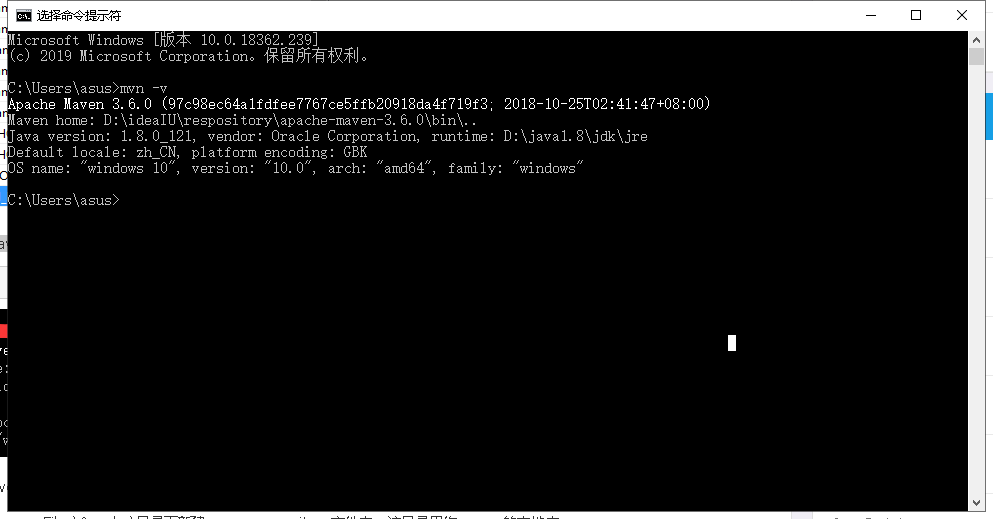 选择命令提示符
Microsoft Windows [版本 10.0.18362.239]
(c) 2019 Microsoft Corporation。保留所有权利。
C:\Users\asus>mvn -v
Apache Maven 3.6.0 (97c98ec64a1fdfee7767ce5ffb20918da4f719f3; 2018-10-25T02:41:47+08:00)
Maven home: D:\ideaIU\respository\apache-maven-3.6.0\bin\..
Java version: 1.8.0_121, vendor: Oracle Corporation, runtime: D:\java1.8\jdk\jre
Default locale: zh_CN, platform encoding: GBK
OS name: "windows 10", version: "10.0", arch: "amd64", family: "windows"
C:\Users\asus>